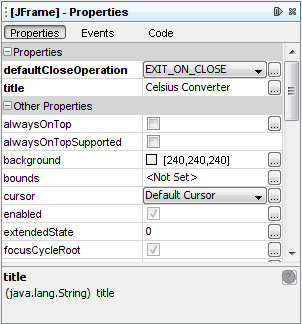 [JFrame] - Properties
Properties Events Code
Properties
defaultCloseOperation EXIT_ON_CLOSE ...
title Celsius Converter ...
Other Properties
alwaysOnTop ...
alwaysOnTopSupported ...
background [240,240,240] ...
bounds <Not Set> ...
cursor Default Cursor ...
enabled ...
extendedState 0 ...
focusCycleRoot ...
title
(java.lang.String) title